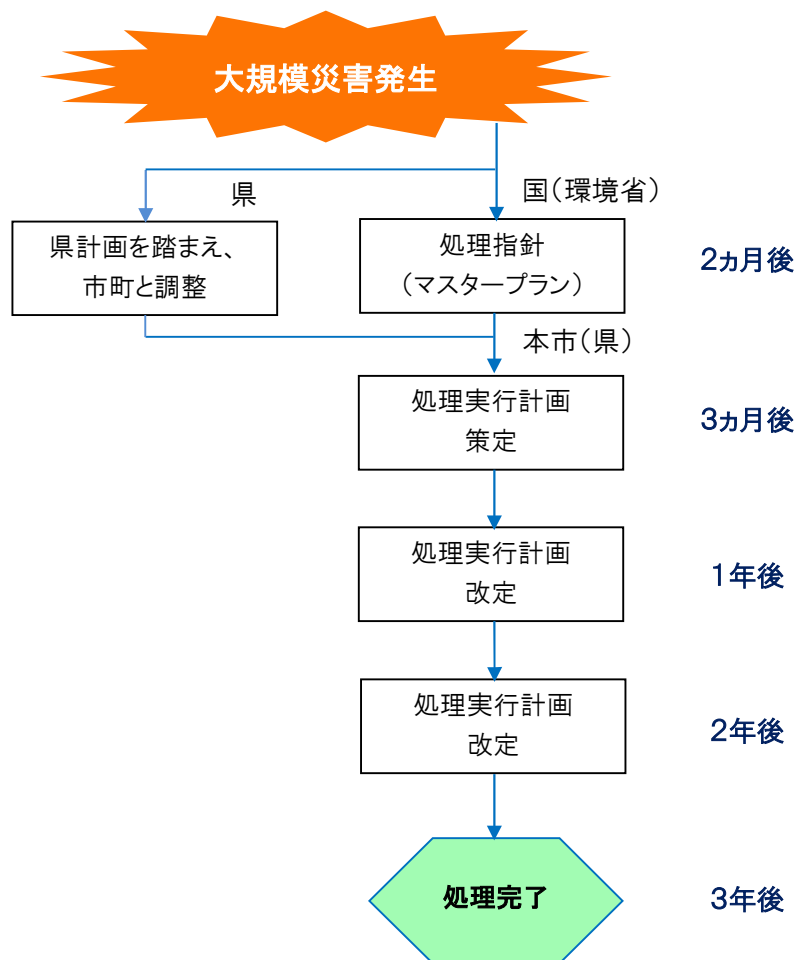 大規模災害発生
県
国（環境省）
県計画を踏まえ、
市町と調整
処理指針
（マスタープラン）
2ヵ月後
本市（県）
処理実行計画
策定
3ヵ月後
処理実行計画
改定
1年後
処理実行計画
改定
2年後
処理完了
3年後